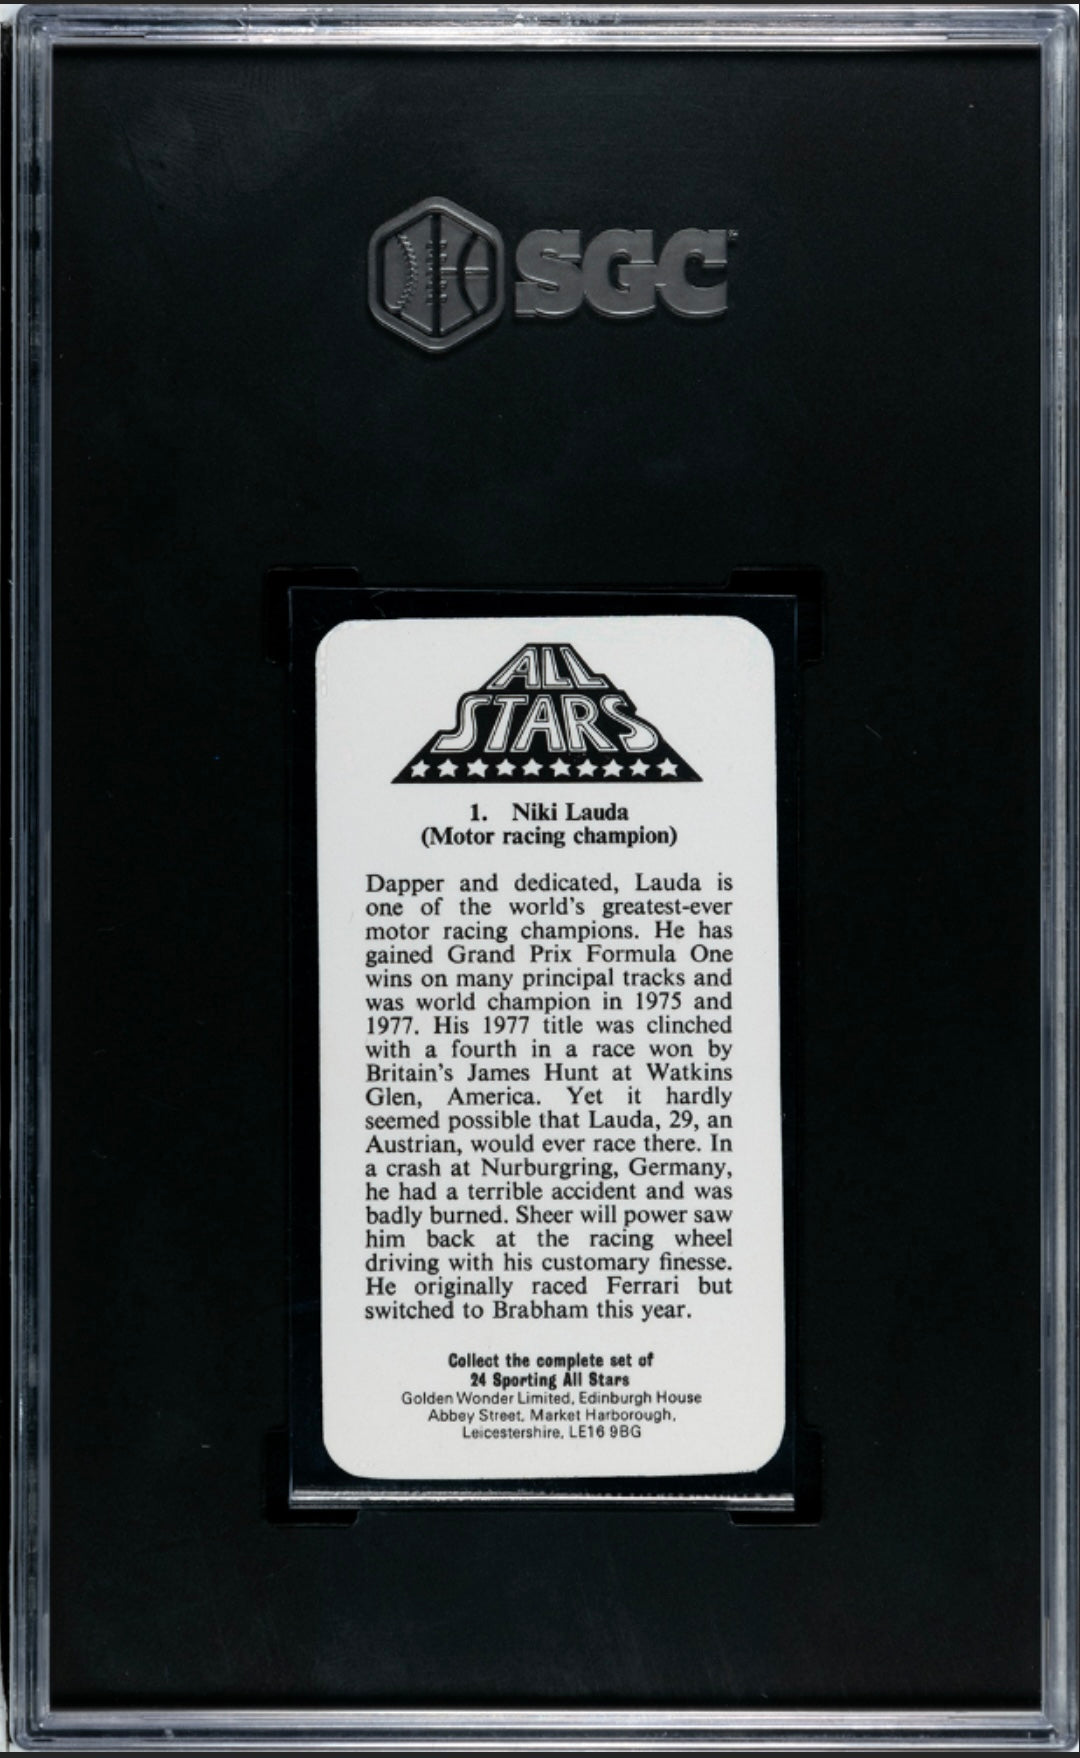 SGC
ALL
STARS
1. Niki Lauda
(Motor racing champion)
Dapper and dedicated, Lauda is
one of the world's greatest-ever
motor racing champions. He has
gained Grand Prix Formula One
wins on many principal tracks and
was world champion in 1975 and
1977. His 1977 title was clinched
with a fourth in a race won by
Britain's James Hunt at Watkins
Glen, America. Yet it hardly
seemed possible that Lauda, 29, an
Austrian, would ever race there. In
a crash at Nurburgring, Germany,
he had a terrible accident and was
badly burned. Sheer will power saw
him back at the racing wheel
driving with his customary finesse.
He originally raced Ferrari but
switched to Brabham this year.
Collect the complete set of
24 Sporting All Stars
Golden Wonder Limited, Edinburgh House
Abbey Street, Market Harborough,
Leicestershire, LE16 9BG